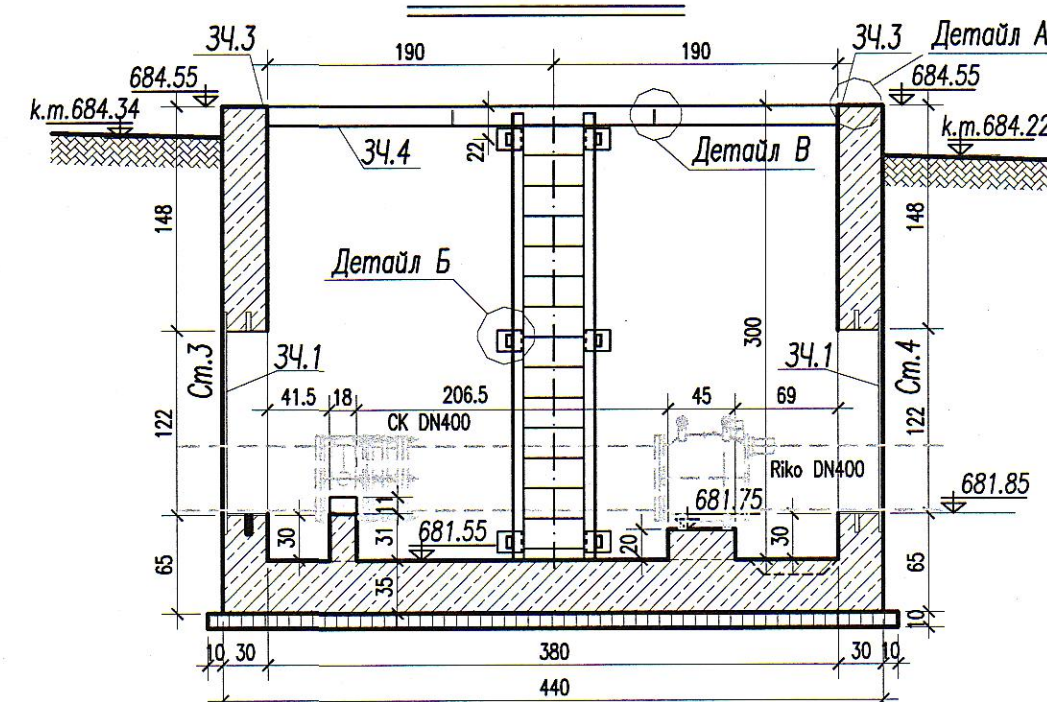 190
190
ЗЧ.3
ЗЧ.3
Детайл А
684.55
684.55
к.т.684.34
к.т.684.22
ЗЧ.4
22
Детайл В
148
148
Детайл Б
300
Ст.3
ЗЧ.1
ЗЧ.1
Ст.4
41.5
18
206.5
45
69
СК DN400
122
122
Riko DN400
681.75
681.85
11
30
31
681.55
20
30
65
35
65
10
10
30
380
30
10
440